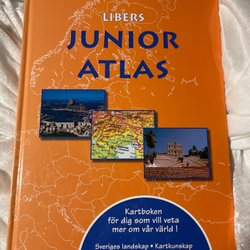 LIBERS
JUNIOR
ATLAS
Kartboken
för dig som vill veta
mer om vår värld !
Sveriges landskap • Kartkunskap